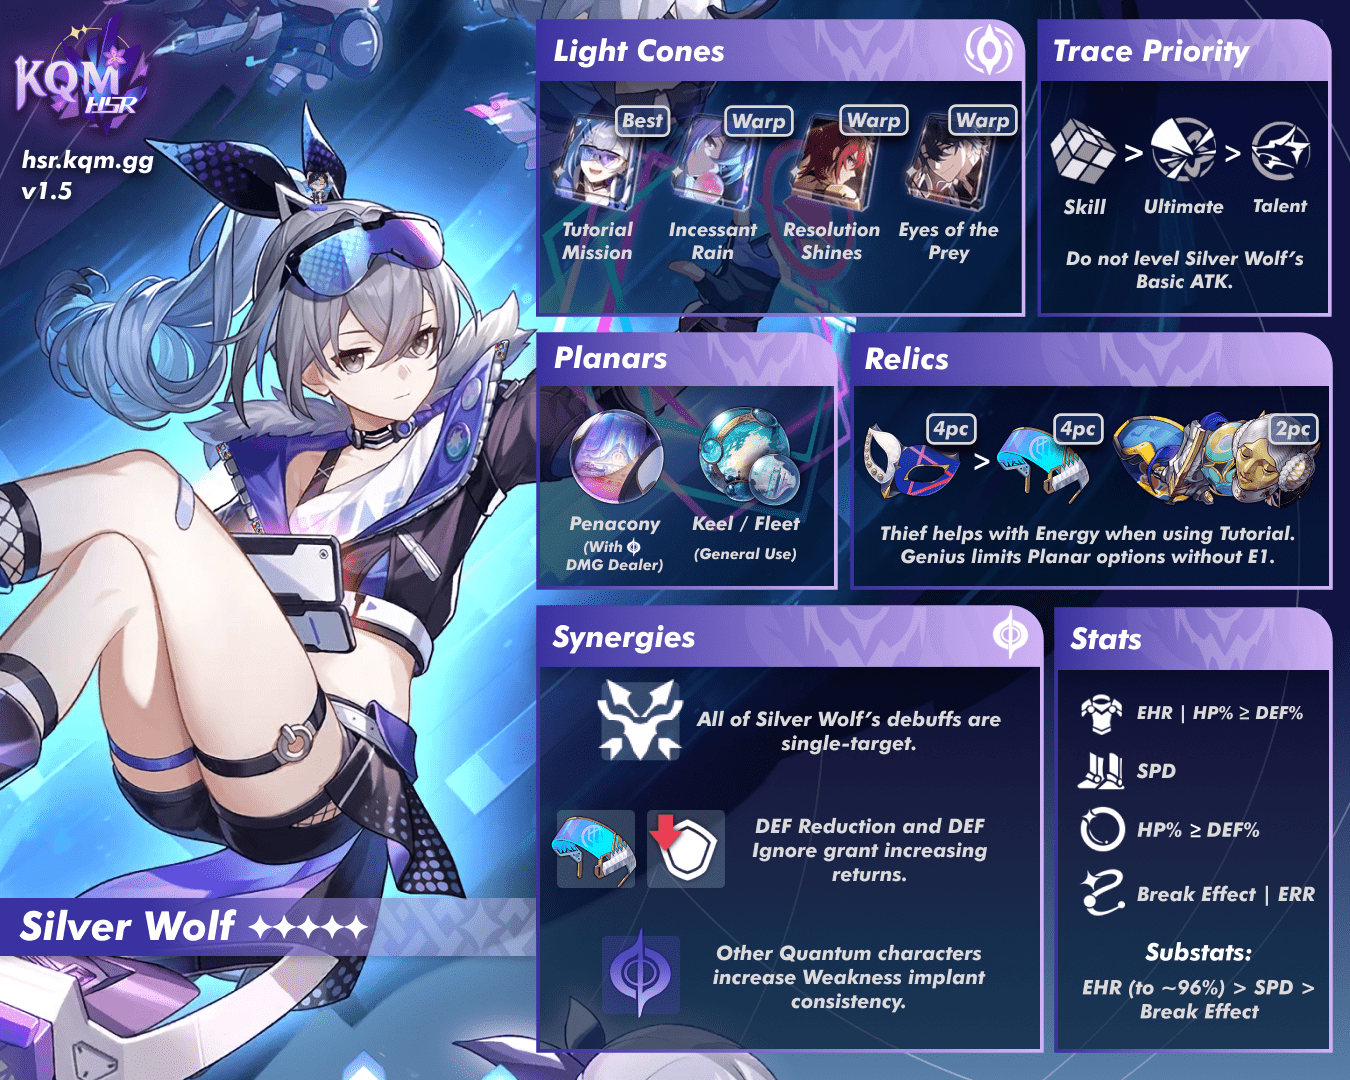 KQM
HSR
hsr.kqm.gg
v1.5
Silver Wolf
Light Cones
Best
Warp
Warp
Warp
Tutorial
Mission
Incessant
Rain
Resolution
Shines
Eyes of the
Prey
Trace Priority
> >
Skill
Ultimate
Talent
Do not level Silver Wolf's
Basic ATK.
Planars
Penacony
(With
DMG Dealer)
Keel / Fleet
(General Use)
Relics
4pc
>
4pc
2pc
Thief helps with Energy when using Tutorial.
Genius limits Planar options without E1.
Synergies
All of Silver Wolf's debuffs are
single-target.
DEF Reduction and DEF
Ignore grant increasing
returns.
Other Quantum characters
increase Weakness implant
consistency.
Stats
EHR | HP% ≥ DEF%
SPD
HP% ≥ DEF%
Break Effect | ERR
Substats:
EHR (to ~96%) > SPD >
Break Effect